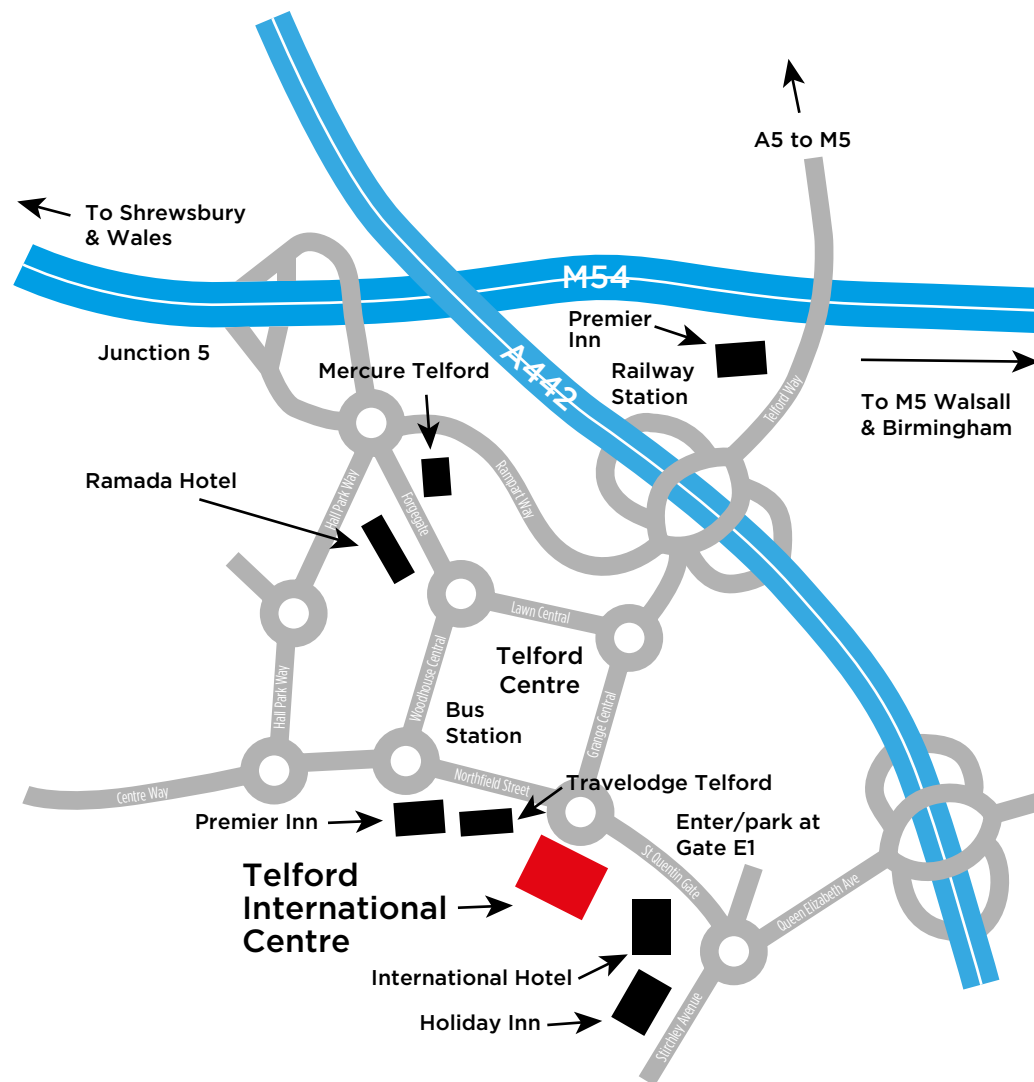 A5 to M5
To Shrewsbury
& Wales
M54
Junction 5
Premier
Inn
A442
Mercure Telford
Railway
Station
Telford Way
To M5 Walsall
& Birmingham
Ramada Hotel
Hall Park Way
Forgegate
Rampart Way
Lawn Central
Telford
Centre
Woodhouse Central
Hall Park Way
Bus
Station
Grange Central
Centre Way
Northfield Street
Travelodge Telford
Premier Inn
Enter/park at
Gate E1
St Quentin Gate
Telford
International
Centre
Queen Elizabeth Ave
International Hotel
Holiday Inn
Stirchley Avenue